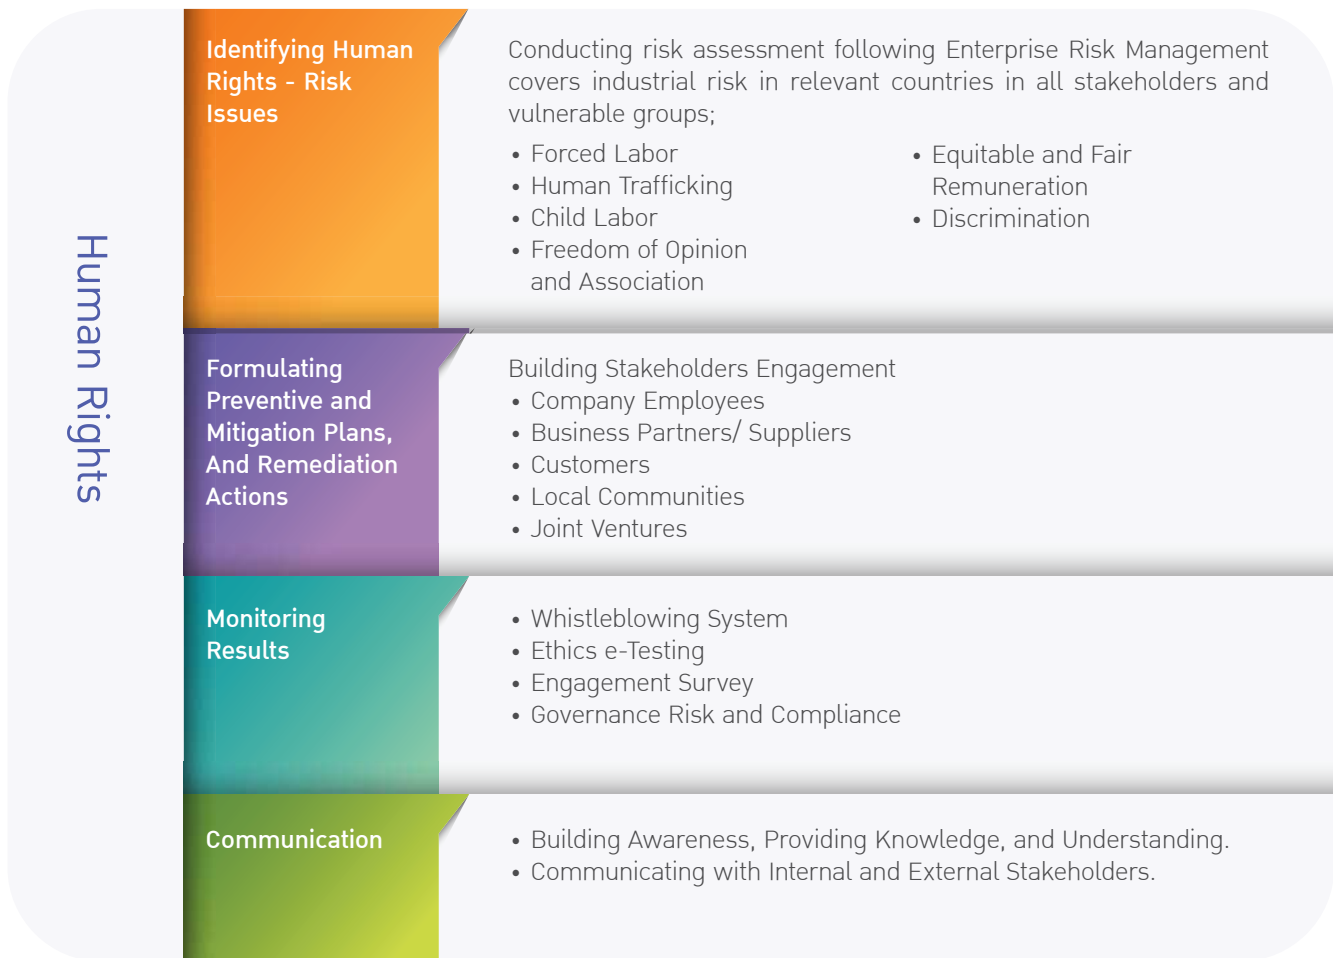 Human Rights
Identifying Human
Rights - Risk
Issues
Conducting risk assessment following Enterprise Risk Management
covers industrial risk in relevant countries in all stakeholders and
vulnerable groups;
• Forced Labor
• Human Trafficking
• Child Labor
• Freedom of Opinion
and Association
• Equitable and Fair
Remuneration
• Discrimination
Formulating
Preventive and
Mitigation Plans,
And Remediation
Actions
Building Stakeholders Engagement
• Company Employees
• Business Partners/ Suppliers
• Customers
• Local Communities
• Joint Ventures
Monitoring
Results
• Whistleblowing System
• Ethics e-Testing
• Engagement Survey
• Governance Risk and Compliance
Communication
• Building Awareness, Providing Knowledge, and Understanding.
• Communicating with Internal and External Stakeholders.